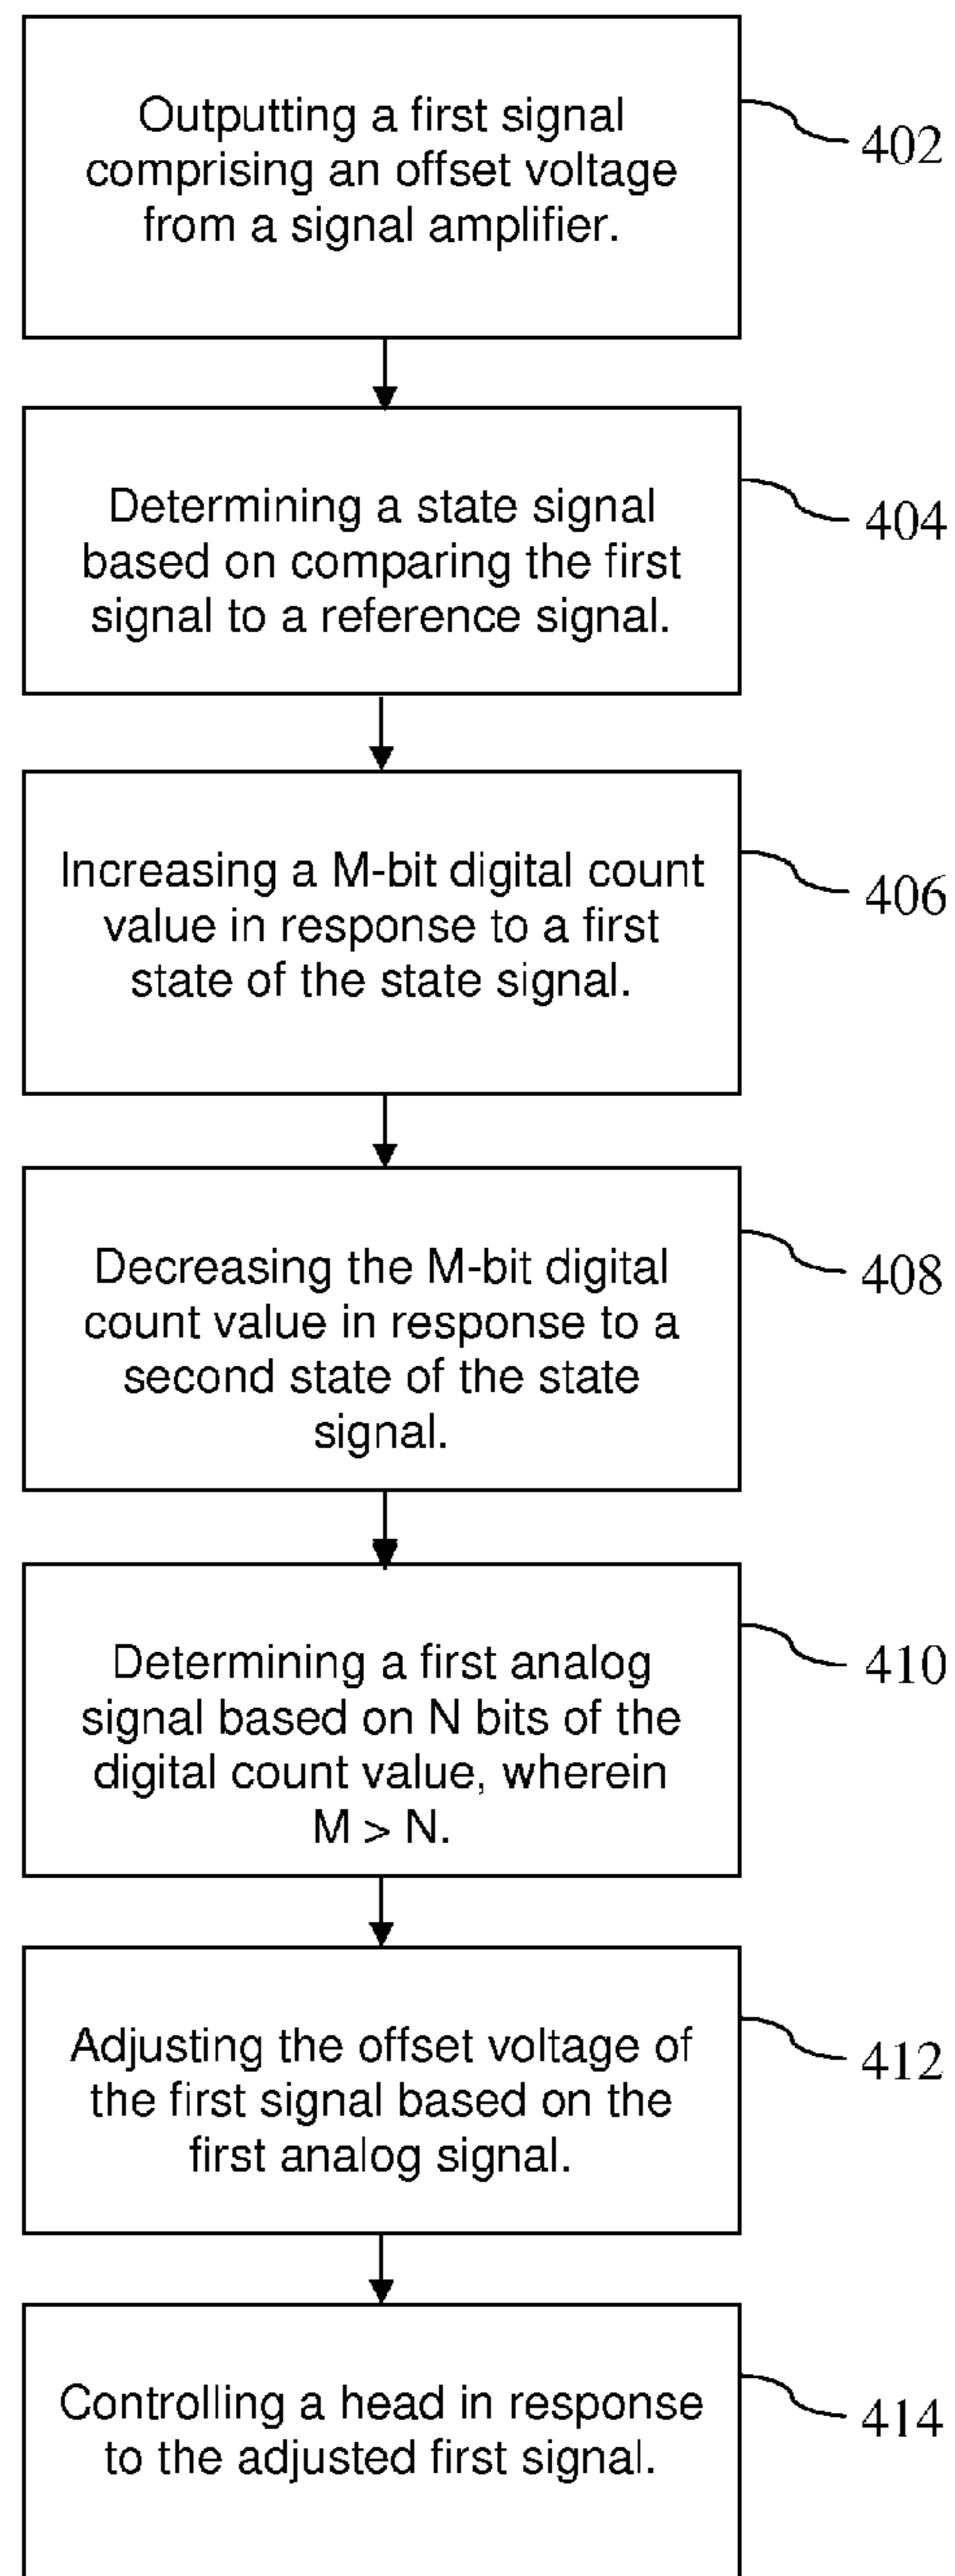 Outputting a first signal
comprising an offset voltage
from a signal amplifier.
402
Determining a state signal
based on comparing the first
signal to a reference signal.
404
Increasing a M-bit digital count
value in response to a first
state of the state signal.
406
Decreasing the M-bit digital
count value in response to a
second state of the state
signal.
408
Determining a first analog
signal based on N bits of the
digital count value, wherein
M > N.
410
Adjusting the offset voltage of
the first signal based on the
first analog signal.
412
Controlling a head in response
to the adjusted first signal.
414